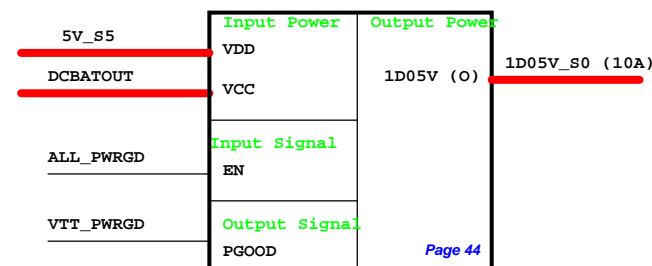 Input Power
Output Power
5V_S5
VDD
DCBATOUT
VCC
1D05V (O)
1D05V_S0 (10A)
Input Signal
ALL_PWRGD
EN
VTT_PWRGD
Output Signal
PGOOD
Page 44